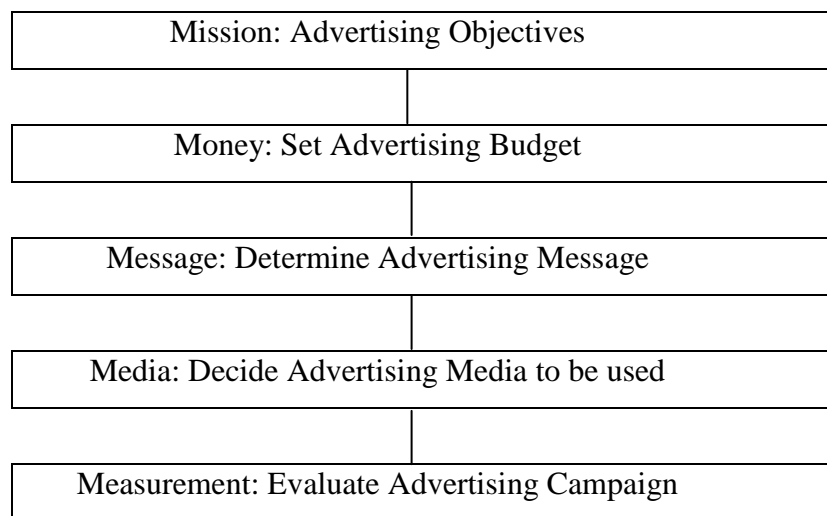 Mission: Advertising Objectives
Money: Set Advertising Budget
Message: Determine Advertising Message
Media: Decide Advertising Media to be used
Measurement: Evaluate Advertising Campaign